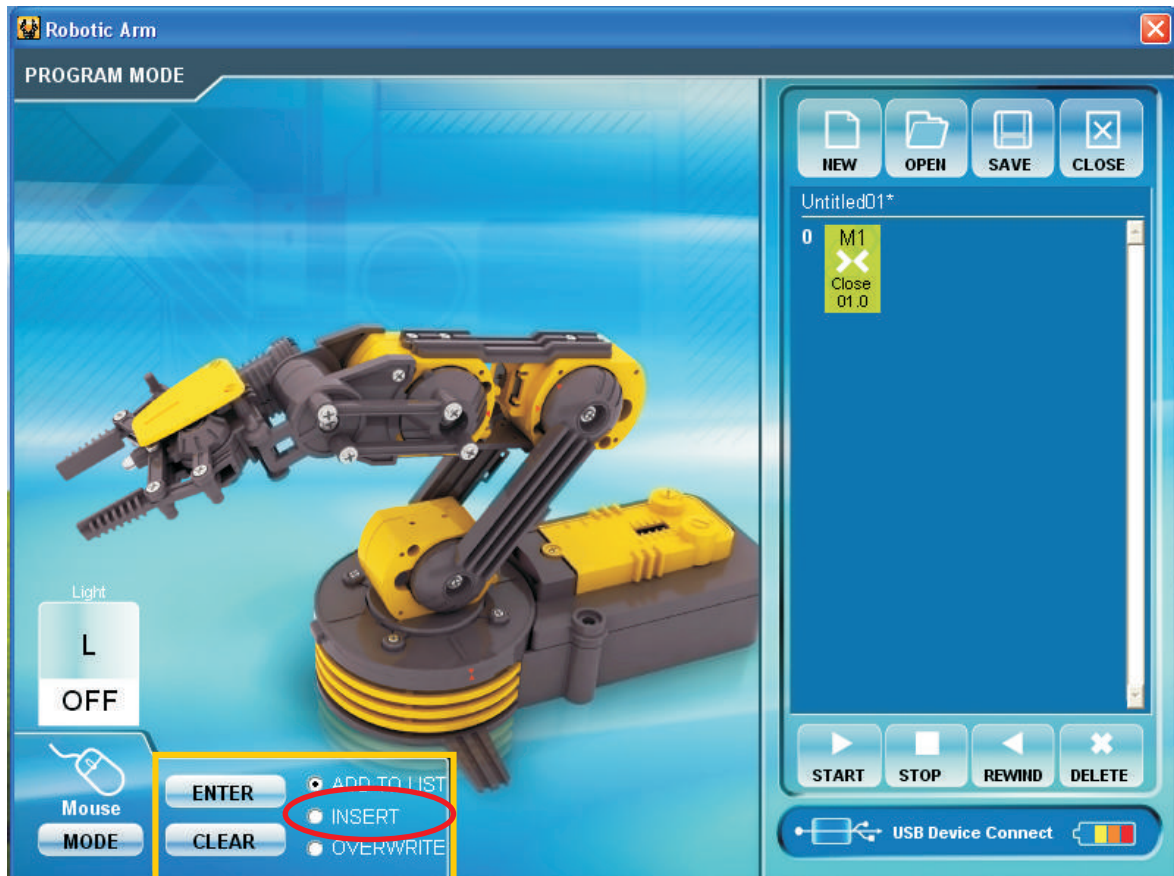 Robotic Arm
PROGRAM MODE
NEW OPEN SAVE CLOSE
Untitled01*
0 M1
Close
01.0
Light
L
OFF
Mouse
MODE
ENTER
CLEAR
ADD TO LIST
INSERT
OVERWRITE
START STOP REWIND DELETE
USB Device Connect